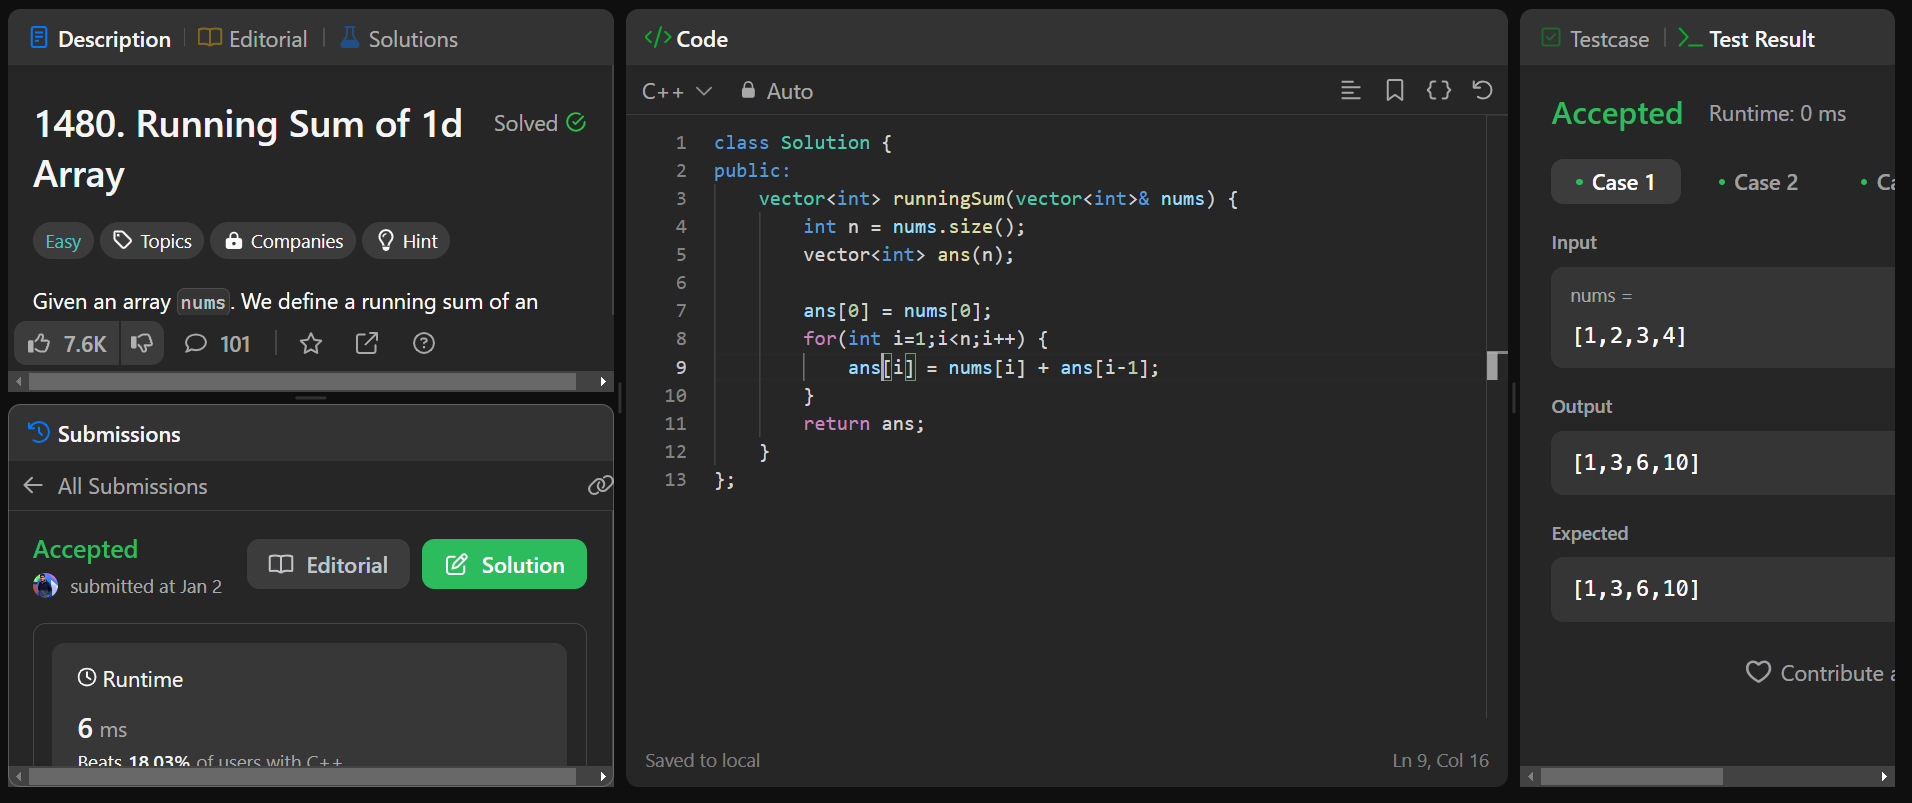 Description
Editorial
Solutions
1480. Running Sum of 1d
Array
Solved
Easy
Topics
Companies
Hint
Given an array nums. We define a running sum of an
7.6K
101
Submissions
All Submissions
Accepted
submitted at Jan 2
Editorial
Solution
Runtime
6 ms
Beats 18.03% of users with C++
</> Code
C++
Auto
1 class Solution {
2 public:
3     vector<int> runningSum(vector<int>& nums) {
4         int n = nums.size();
5         vector<int> ans(n);
6
7         ans[0] = nums[0];
8         for(int i=1;i<n;i++) {
9             ans[i] = nums[i] + ans[i-1];
10         }
11         return ans;
12     }
13 };
Saved to local
Ln 9, Col 16
Testcase
Test Result
Accepted
Runtime: 0 ms
• Case 1
• Case 2
• Ca
Input
nums =
[1,2,3,4]
Output
[1,3,6,10]
Expected
[1,3,6,10]
Contribute a